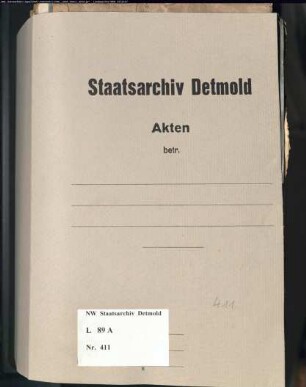 Staatsarchiv Detmold
Akten
betr.
411
NW Staatsarchiv Detmold
L 89 A
Nr. 411